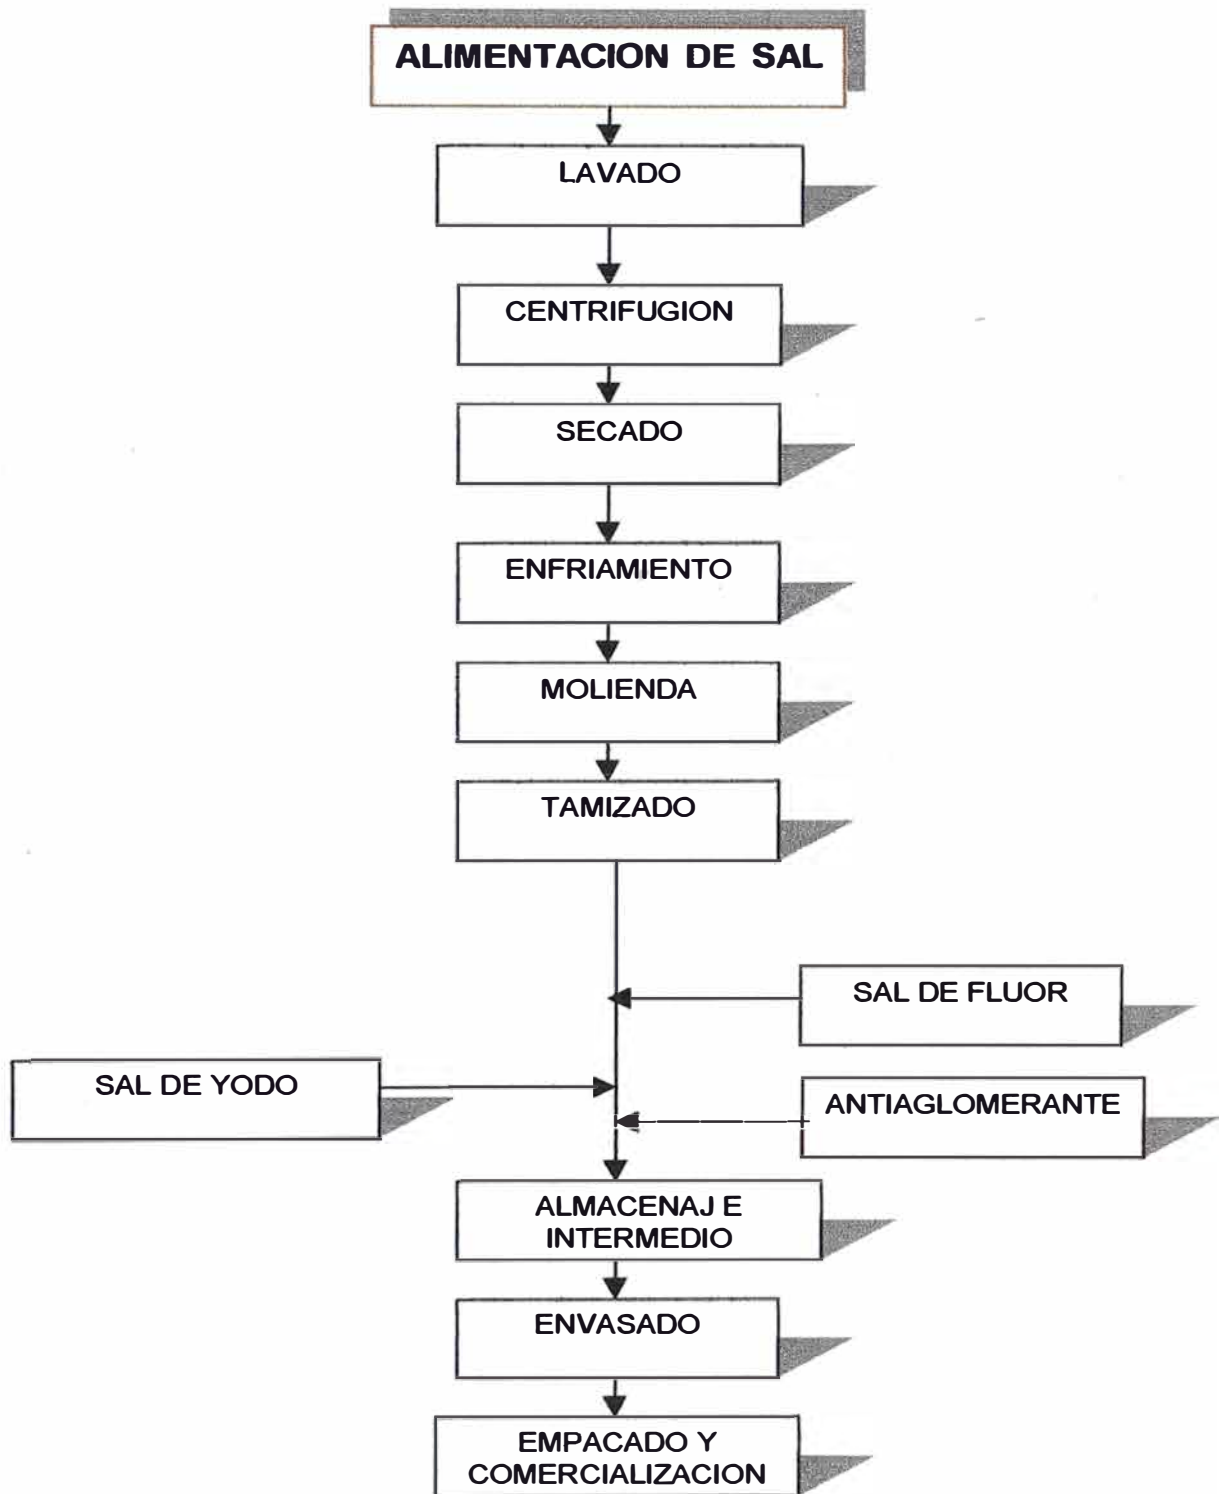 ALIMENTACION DE SAL
LAVADO
CENTRIFUGION
SECADO
ENFRIAMIENTO
MOLIENDA
TAMIZADO
SAL DE FLUOR
SAL DE YODO
ANTIAGLOMERANTE
ALMACENAJ E
INTERMEDIO
ENVASADO
EMPACADO Y
COMERCIALIZACION